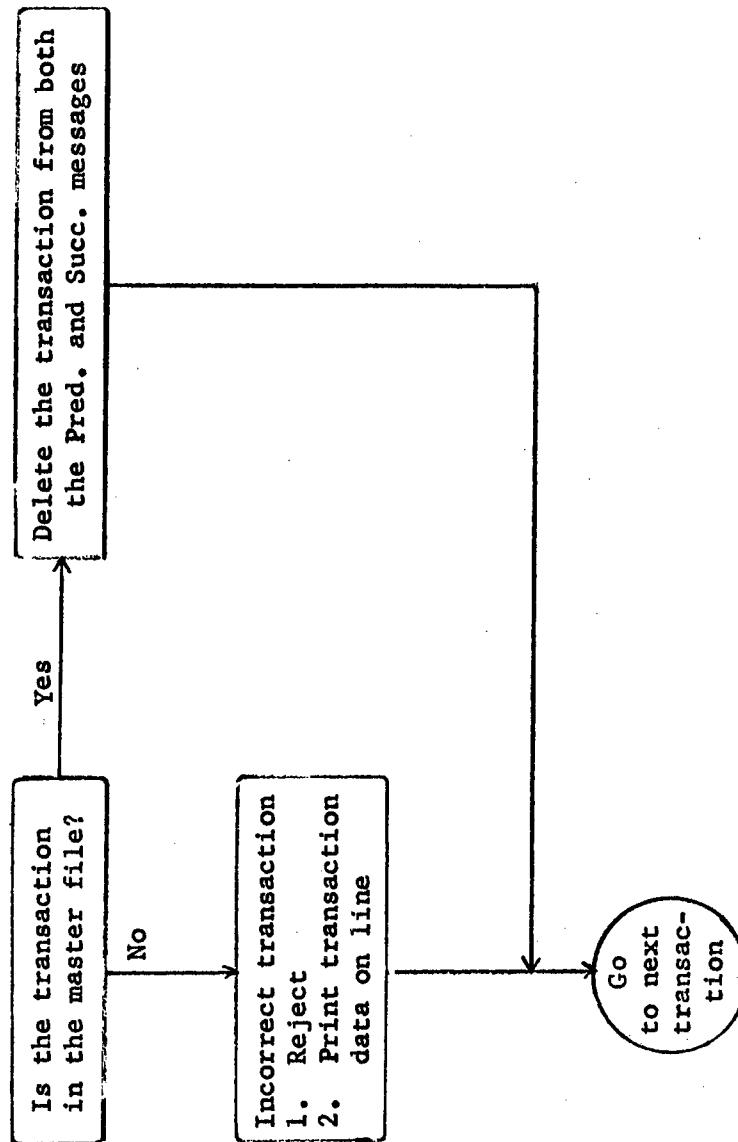 Is the transaction
in the master file?
Yes
Delete the transaction from both
the Pred. and Succ. messages
No
Incorrect transaction
1. Reject
2. Print transaction
data on line
Go
to next
transac-
tion